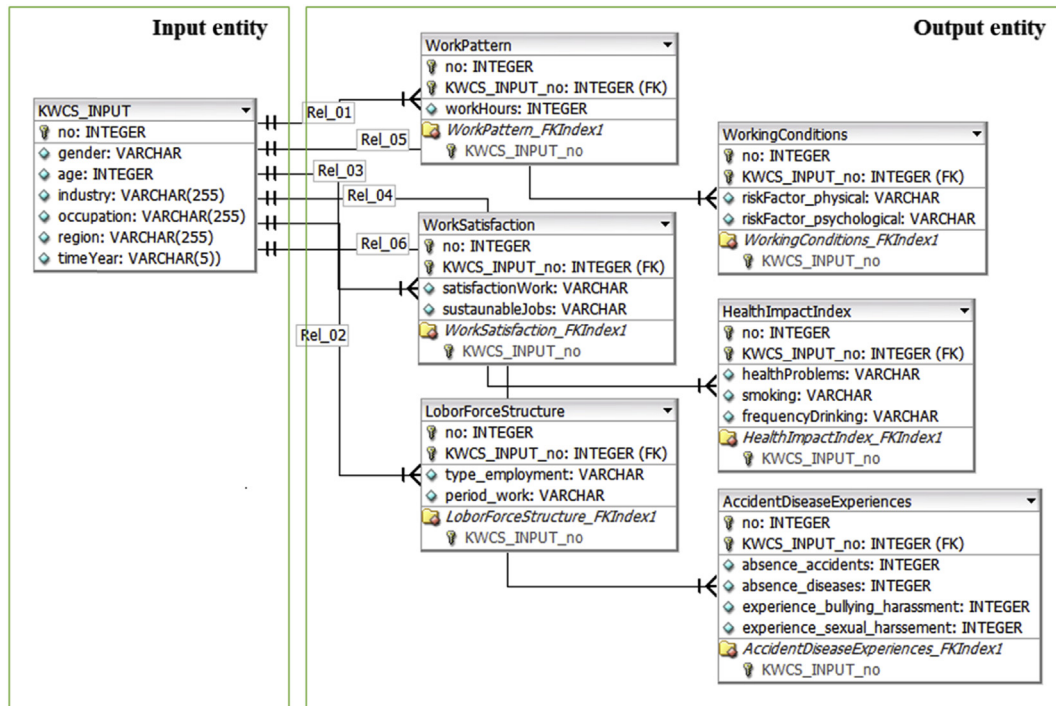 Input entity
Output entity
KWCS_INPUT
no: INTEGER
gender: VARCHAR
age: INTEGER
industry: VARCHAR(255)
occupation: VARCHAR(255)
region: VARCHAR(255)
timeYear: VARCHAR(5))
Rel_01
Rel_05
Rel_03
Rel_04
Rel_06
Rel_02
WorkPattern
no: INTEGER
KWCS_INPUT_no: INTEGER (FK)
workHours: INTEGER
WorkPattern_FKIndex1
KWCS_INPUT_no
WorkSatisfaction
no: INTEGER
KWCS_INPUT_no: INTEGER (FK)
satisfactionWork: VARCHAR
sustaunableJobs: VARCHAR
WorkSatisfaction_FKIndex1
KWCS_INPUT_no
LoborForceStructure
no: INTEGER
KWCS_INPUT_no: INTEGER (FK)
type_employment: VARCHAR
period_work: VARCHAR
LoborForceStructure_FKIndex1
KWCS_INPUT_no
WorkingConditions
no: INTEGER
KWCS_INPUT_no: INTEGER (FK)
riskFactor_physical: VARCHAR
riskFactor_psychological: VARCHAR
WorkingConditions_FKIndex1
KWCS_INPUT_no
HealthImpactIndex
no: INTEGER
KWCS_INPUT_no: INTEGER (FK)
healthProblems: VARCHAR
smoking: VARCHAR
frequencyDrinking: VARCHAR
HealthImpactIndex_FKIndex1
KWCS_INPUT_no
AccidentDiseaseExperiences
no: INTEGER
KWCS_INPUT_no: INTEGER (FK)
absence_accidents: INTEGER
absence_diseases: INTEGER
experience_bullying_harassment: INTEGER
experience_sexual_harssement: INTEGER
AccidentDiseaseExperiences_FKIndex1
KWCS_INPUT_no